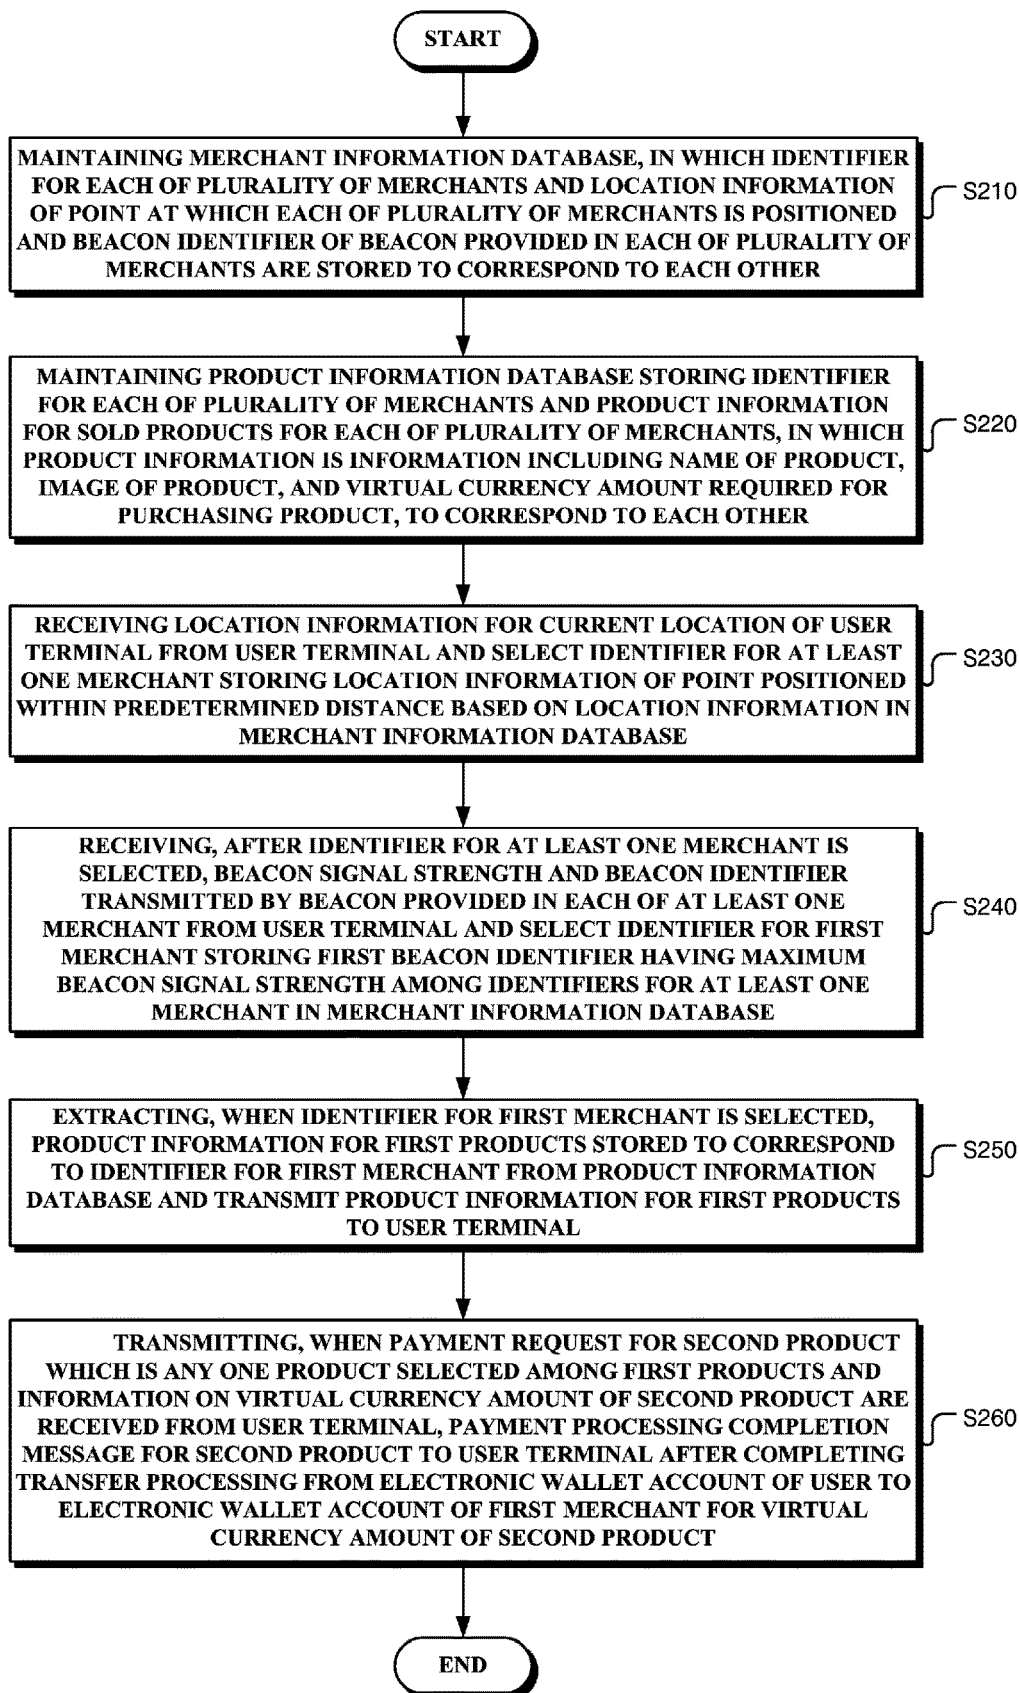 START
MAINTAINING MERCHANT INFORMATION DATABASE, IN WHICH IDENTIFIER
FOR EACH OF PLURALITY OF MERCHANTS AND LOCATION INFORMATION
OF POINT AT WHICH EACH OF PLURALITY OF MERCHANTS IS POSITIONED
AND BEACON IDENTIFIER OF BEACON PROVIDED IN EACH OF PLURALITY OF
MERCHANTS ARE STORED TO CORRESPOND TO EACH OTHER
S210
MAINTAINING PRODUCT INFORMATION DATABASE STORING IDENTIFIER
FOR EACH OF PLURALITY OF MERCHANTS AND PRODUCT INFORMATION
FOR SOLD PRODUCTS FOR EACH OF PLURALITY OF MERCHANTS, IN WHICH
PRODUCT INFORMATION IS INFORMATION INCLUDING NAME OF PRODUCT,
IMAGE OF PRODUCT, AND VIRTUAL CURRENCY AMOUNT REQUIRED FOR
PURCHASING PRODUCT, TO CORRESPOND TO EACH OTHER
S220
RECEIVING LOCATION INFORMATION FOR CURRENT LOCATION OF USER
TERMINAL FROM USER TERMINAL AND SELECT IDENTIFIER FOR AT LEAST
ONE MERCHANT STORING LOCATION INFORMATION OF POINT POSITIONED
WITHIN PREDETERMINED DISTANCE BASED ON LOCATION INFORMATION IN
MERCHANT INFORMATION DATABASE
S230
RECEIVING, AFTER IDENTIFIER FOR AT LEAST ONE MERCHANT IS
SELECTED, BEACON SIGNAL STRENGTH AND BEACON IDENTIFIER
TRANSMITTED BY BEACON PROVIDED IN EACH OF AT LEAST ONE
MERCHANT FROM USER TERMINAL AND SELECT IDENTIFIER FOR FIRST
MERCHANT STORING FIRST BEACON IDENTIFIER HAVING MAXIMUM
BEACON SIGNAL STRENGTH AMONG IDENTIFIERS FOR AT LEAST ONE
MERCHANT IN MERCHANT INFORMATION DATABASE
S240
EXTRACTING, WHEN IDENTIFIER FOR FIRST MERCHANT IS SELECTED,
PRODUCT INFORMATION FOR FIRST PRODUCTS STORED TO CORRESPOND
TO IDENTIFIER FOR FIRST MERCHANT FROM PRODUCT INFORMATION
DATABASE AND TRANSMIT PRODUCT INFORMATION FOR FIRST PRODUCTS
TO USER TERMINAL
S250
TRANSMITTING, WHEN PAYMENT REQUEST FOR SECOND PRODUCT
WHICH IS ANY ONE PRODUCT SELECTED AMONG FIRST PRODUCTS AND
INFORMATION ON VIRTUAL CURRENCY AMOUNT OF SECOND PRODUCT ARE
RECEIVED FROM USER TERMINAL, PAYMENT PROCESSING COMPLETION
MESSAGE FOR SECOND PRODUCT TO USER TERMINAL AFTER COMPLETING
TRANSFER PROCESSING FROM ELECTRONIC WALLET ACCOUNT OF USER TO
ELECTRONIC WALLET ACCOUNT OF FIRST MERCHANT FOR VIRTUAL
CURRENCY AMOUNT OF SECOND PRODUCT
S260
END